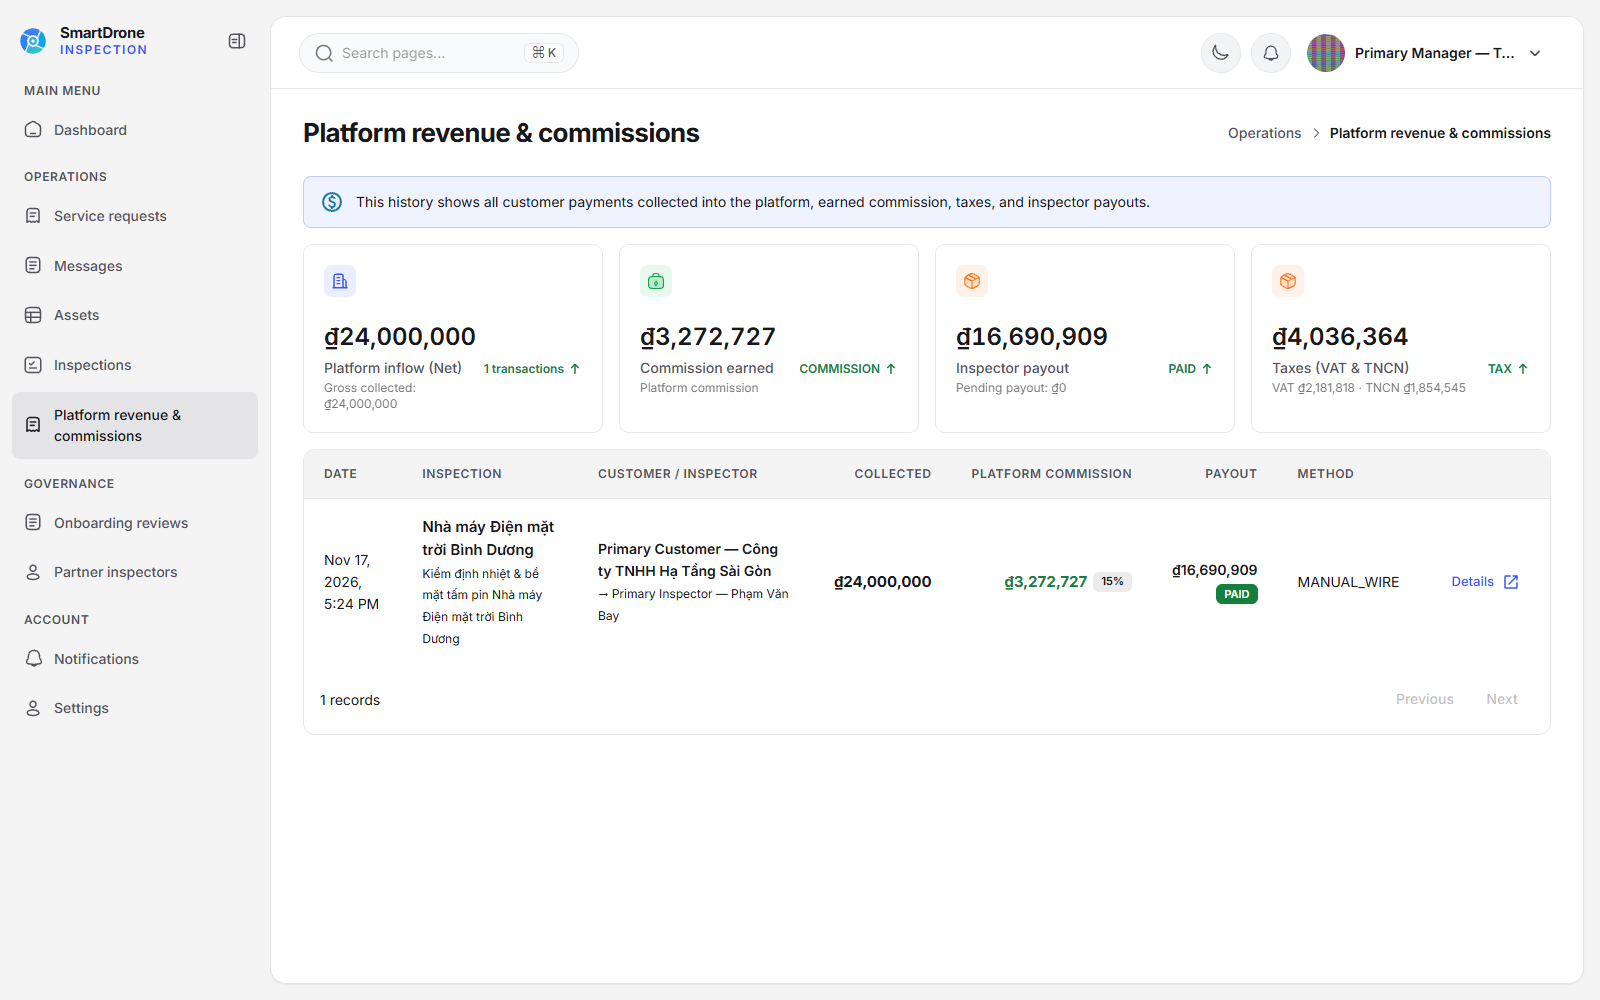 SmartDrone
INSPECTION
MAIN MENU
Dashboard
OPERATIONS
Service requests
Messages
Assets
Inspections
Platform revenue &
commissions
GOVERNANCE
Onboarding reviews
Partner inspectors
ACCOUNT
Notifications
Settings
Search pages...
⌘ K
Primary Manager — T...
Platform revenue & commissions
Operations > Platform revenue & commissions
This history shows all customer payments collected into the platform, earned commission, taxes, and inspector payouts.
₫24,000,000
Platform inflow (Net) 1 transactions ↑
Gross collected:
₫24,000,000
₫3,272,727
Commission earned COMMISSION ↑
Platform commission
₫16,690,909
Inspector payout PAID ↑
Pending payout: ₫0
₫4,036,364
Taxes (VAT & TNCN) TAX ↑
VAT ₫2,181,818 · TNCN ₫1,854,545
DATE INSPECTION CUSTOMER / INSPECTOR COLLECTED PLATFORM COMMISSION PAYOUT METHOD
Nov 17,
2026,
5:24 PM
Nhà máy Điện mặt
trời Bình Dương
Kiểm định nhiệt & bề
mặt tấm pin Nhà máy
Điện mặt trời Bình
Dương
Primary Customer — Công
ty TNHH Hạ Tầng Sài Gòn
→ Primary Inspector — Phạm Văn
Bay
₫24,000,000
₫3,272,727 15%
₫16,690,909
PAID
MANUAL_WIRE
Details
1 records
Previous Next